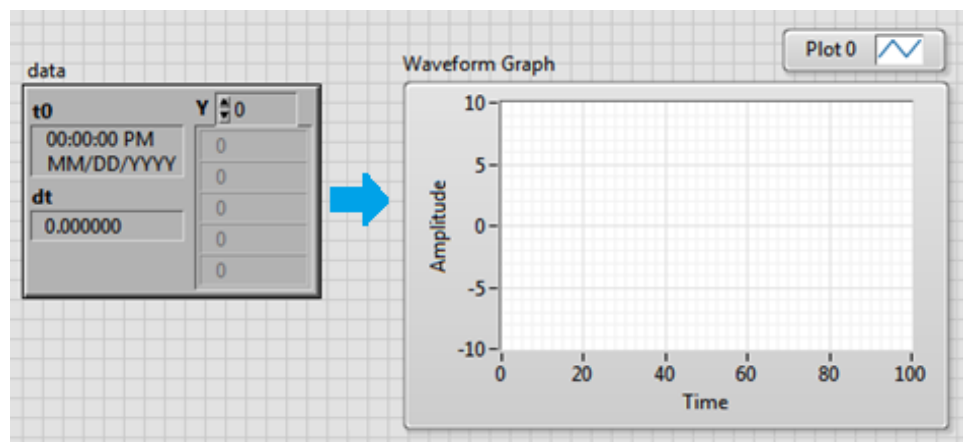 data
t0
00:00:00 PM
MM/DD/YYYY
dt
0.000000
Y 0
0
0
0
0
0
Waveform Graph
Plot 0
Amplitude
10
5
0
-5
-10
0 20 40 60 80 100
Time